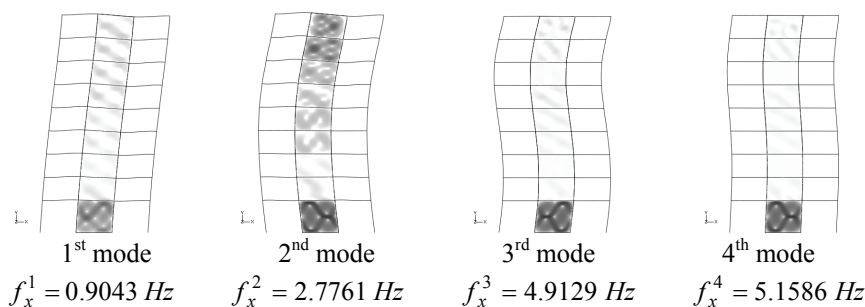 1st mode 2nd mode 3rd mode 4th mode
f_x^1 = 0.9043 Hz f_x^2 = 2.7761 Hz f_x^3 = 4.9129 Hz f_x^4 = 5.1586 Hz